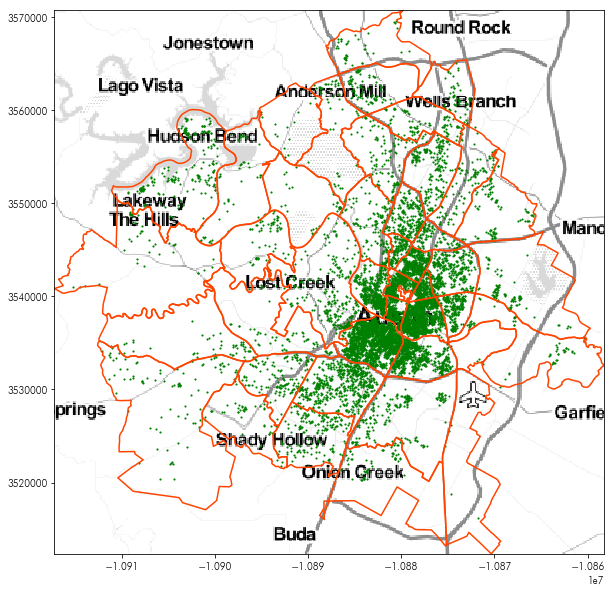 3570000
Round Rock
Jonestown
Lago Vista
Anderson Mill
3560000
Wells Branch
Hudson Bend
Lakeway
3550000
The Hills
Mano
Lost Creek
3540000
A
3530000
prings
Garfie
Shady Hollow
Onion Creek
3520000
Buda
−1.091
−1.090
−1.089
−1.088
−1.087
−1.086
1e7